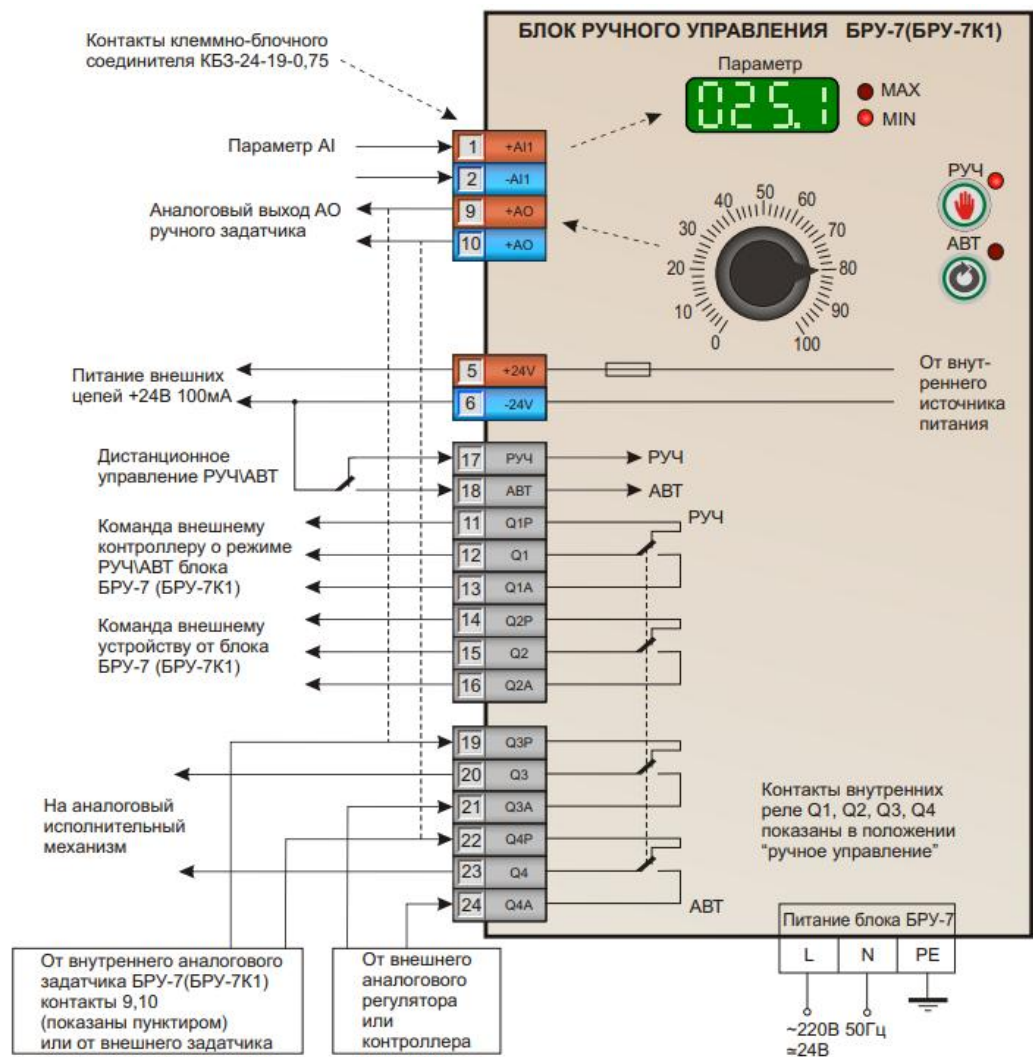 БЛОК РУЧНОГО УПРАВЛЕНИЯ БРУ-7(БРУ-7К1)
Контакты клеммно-блочного
соединителя КБЗ-24-19-0,75
Параметр
025.1
MAX
MIN
Параметр AI
1 +AI1
2 -AI1
Аналоговый выход АО
ручного задатчика
9 +AO
10 +AO
РУЧ
АВТ
0
10
20
30
40
50
60
70
80
90
100
Питание внешних
цепей +24В 100мА
5 +24V
6 -24V
От внут-
реннего
источника
питания
Дистанционное
управление РУЧ\АВТ
17 РУЧ
18 АВТ
РУЧ
АВТ
Команда внешнему
контроллеру о режиме
РУЧ\АВТ блока
БРУ-7 (БРУ-7К1)
11 Q1P
12 Q1
13 Q1A
РУЧ
Команда внешнему
устройству от блока
БРУ-7 (БРУ-7К1)
14 Q2P
15 Q2
16 Q2A
На аналоговый
исполнительный
механизм
19 Q3P
20 Q3
21 Q3A
22 Q4P
23 Q4
24 Q4A
АВТ
Контакты внутренних
реле Q1, Q2, Q3, Q4
показаны в положении
“ручное управление”
Питание блока БРУ-7
L N PE
~220В 50Гц
≃24В
От внутреннего аналогового
задатчика БРУ-7(БРУ-7К1)
контакты 9,10
(показаны пунктиром)
или от внешнего задатчика
От внешнего
аналогового
регулятора
или
контроллера